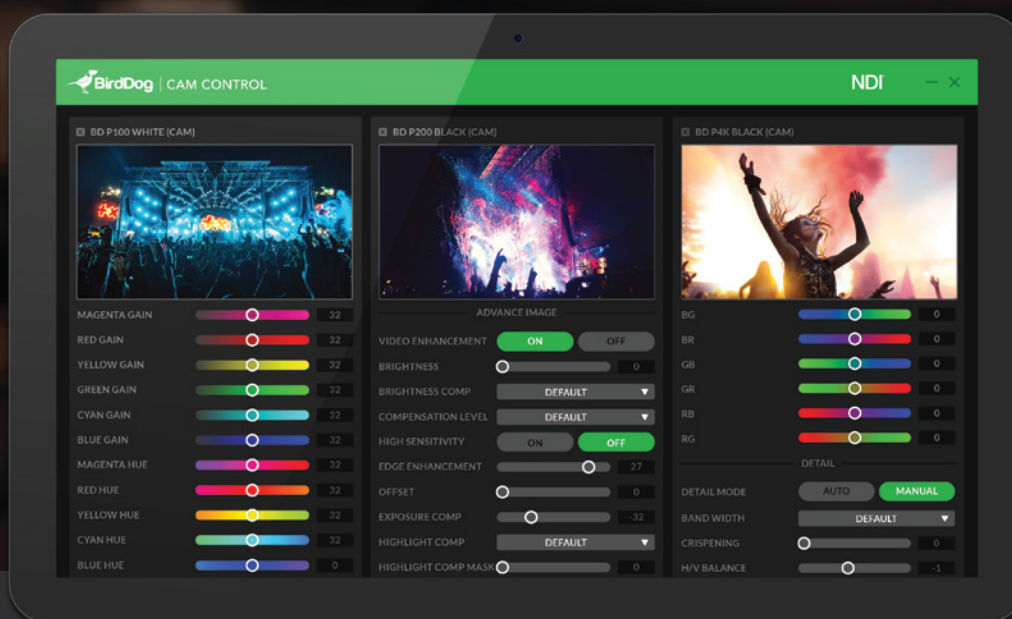 BirdDog | CAM CONTROL
NDI
BD P100 WHITE (CAM)
MAGENTA GAIN 32
RED GAIN 32
YELLOW GAIN 32
GREEN GAIN 32
CYAN GAIN 32
BLUE GAIN 32
MAGENTA HUE 32
RED HUE 32
YELLOW HUE 32
CYAN HUE 32
BLUE HUE 0
BD P200 BLACK (CAM)
ADVANCE IMAGE
VIDEO ENHANCEMENT ON OFF
BRIGHTNESS 0
BRIGHTNESS COMP DEFAULT
COMPENSATION LEVEL DEFAULT
HIGH SENSITIVITY ON OFF
EDGE ENHANCEMENT 27
OFFSET 0
EXPOSURE COMP -32
HIGHLIGHT COMP DEFAULT
HIGHLIGHT COMP MASK 0
BD P4K BLACK (CAM)
BG 0
BR 0
GB 0
GR 0
RB 0
RG 0
DETAIL
DETAIL MODE AUTO MANUAL
BAND WIDTH DEFAULT
CRISPENING 0
H/V BALANCE -1